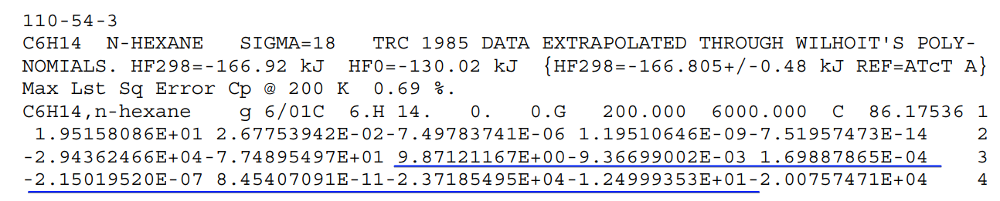 110-54-3
C6H14  N-HEXANE   SIGMA=18   TRC 1985 DATA EXTRAPOLATED THROUGH WILHOIT'S POLY-
NOMIALS. HF298=-166.92 kJ  HF0=-130.02 kJ  {HF298=-166.805+/-0.48 kJ REF=ATcT A}
Max Lst Sq Error Cp @ 200 K  0.69 %.
C6H14,n-hexane    g 6/01C  6.H 14.   0.   0.G   200.000  6000.000  C  86.17536 1
 1.95158086E+01 2.67753942E-02-7.49783741E-06 1.19510646E-09-7.51957473E-14    2
-2.94362466E+04-7.74895497E+01 9.87121167E+00-9.36699002E-03 1.69887865E-04    3
-2.15019520E-07 8.45407091E-11-2.37185495E+04-1.24999353E+01-2.00757471E+04    4